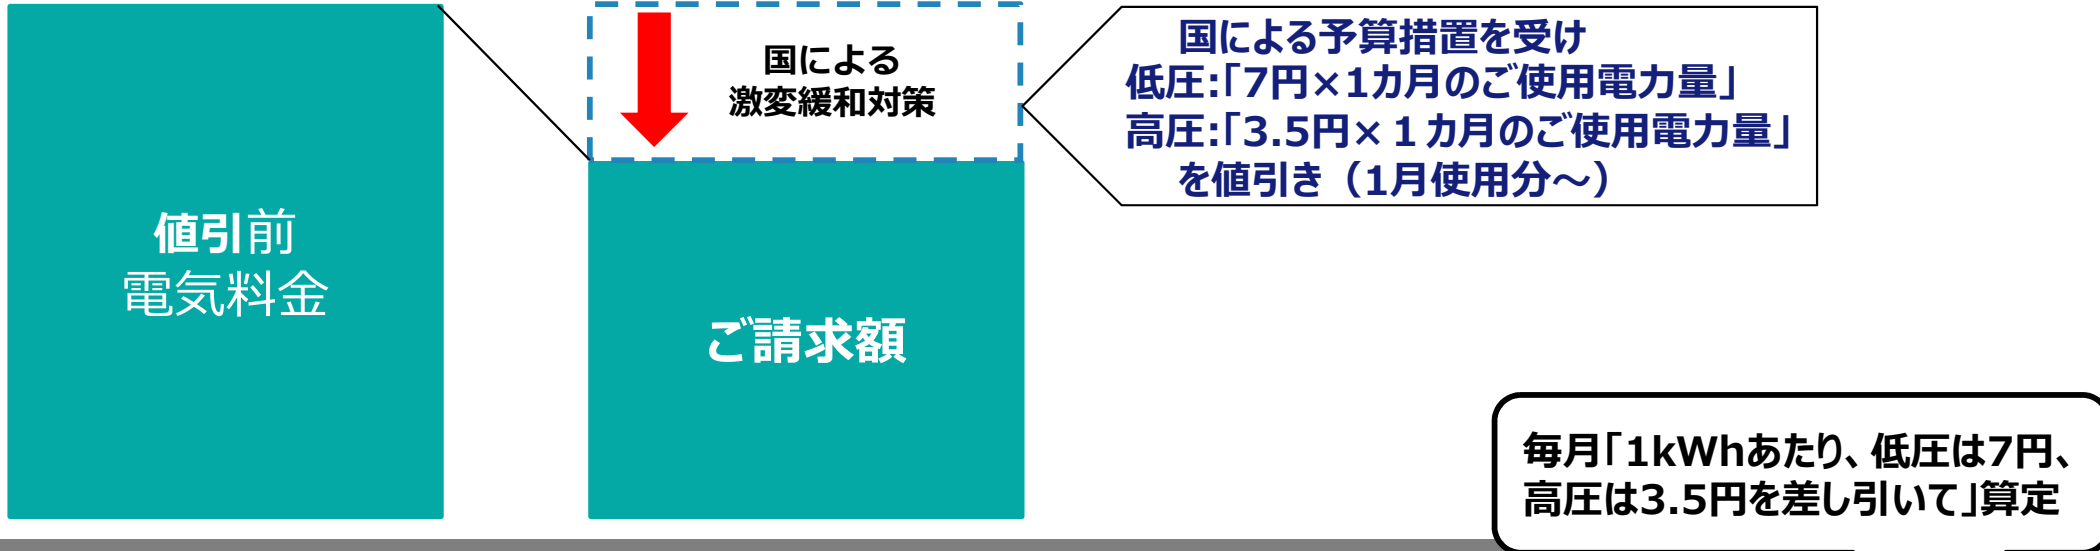 値引前
電気料金
国による
激変緩和対策
ご請求額
国による予算措置を受け
低圧:「7円×1カ月のご使用電力量」
高圧:「3.5円×１カ月のご使用電力量」
を値引き（1月使用分～）
毎月「1kWhあたり、低圧は7円、
高圧は3.5円を差し引いて」算定